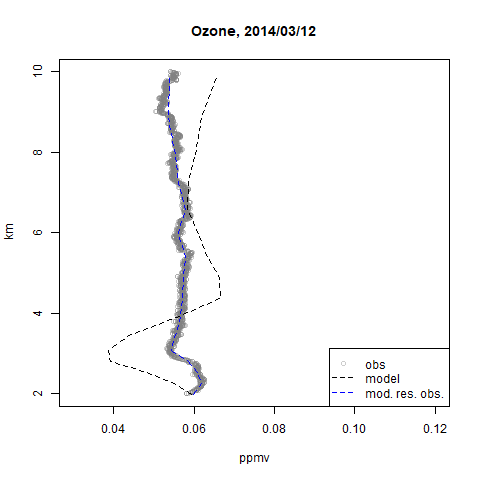 Ozone, 2014/03/12
km
10
8
6
4
2
obs
model
mod. res. obs.
0.04 0.06 0.08 0.10 0.12
ppmv